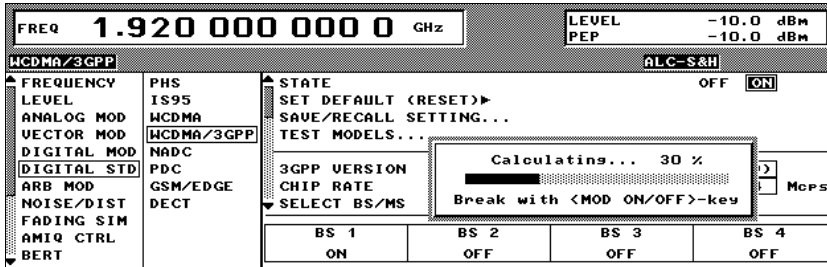 FREQ 1.920 000 000 0 GHz
LEVEL -10.0 dBm
PEP -10.0 dBm
WCDMA/3GPP ALC-S&H
FREQUENCY
LEVEL
ANALOG MOD
VECTOR MOD
DIGITAL MOD
DIGITAL STD
ARB MOD
NOISE/DIST
FADING SIM
AMIQ CTRL
BERT
PHS
IS95
WCDMA
WCDMA/3GPP
NADC
PDC
GSM/EDGE
DECT
STATE OFF ON
SET DEFAULT (RESET)▶
SAVE/RECALL SETTING...
TEST MODELS...
3GPP VERSION
CHIP RATE Mcps
SELECT BS/MS
Calculating... 30 %
Break with <MOD ON/OFF>-key
BS 1 BS 2 BS 3 BS 4
ON OFF OFF OFF